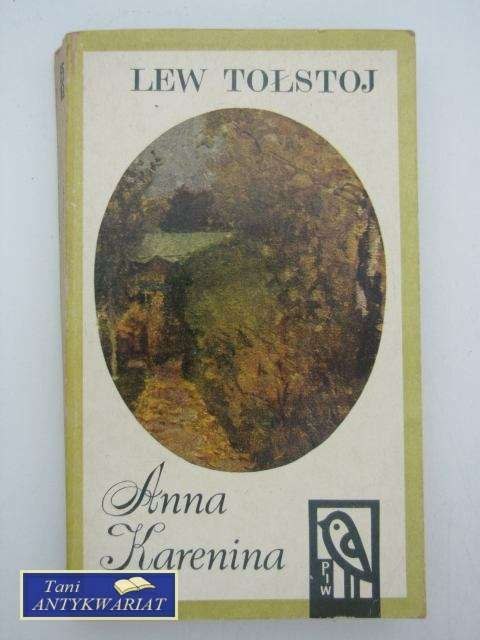 LEW TOŁSTOJ
Anna
Karenina
PIW
Tani
ANTYKWARIAT